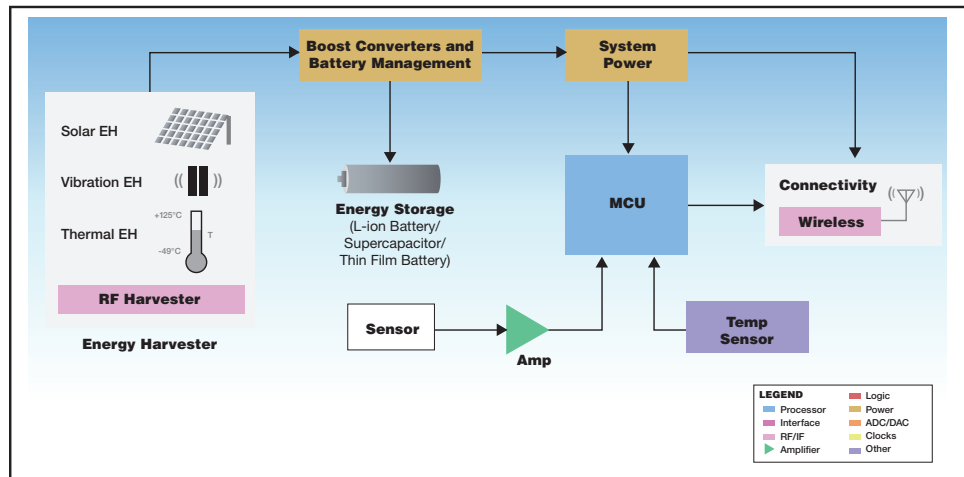 Boost Converters and
Battery Management
System
Power
Solar EH
Vibration EH
+125°C
Thermal EH
T
-49°C
RF Harvester
Energy Harvester
Energy Storage
(L-ion Battery/
Supercapacitor/
Thin Film Battery)
MCU
Connectivity
Wireless
Sensor
Amp
Temp
Sensor
LEGEND
Processor
Interface
RF/IF
Amplifier
Logic
Power
ADC/DAC
Clocks
Other